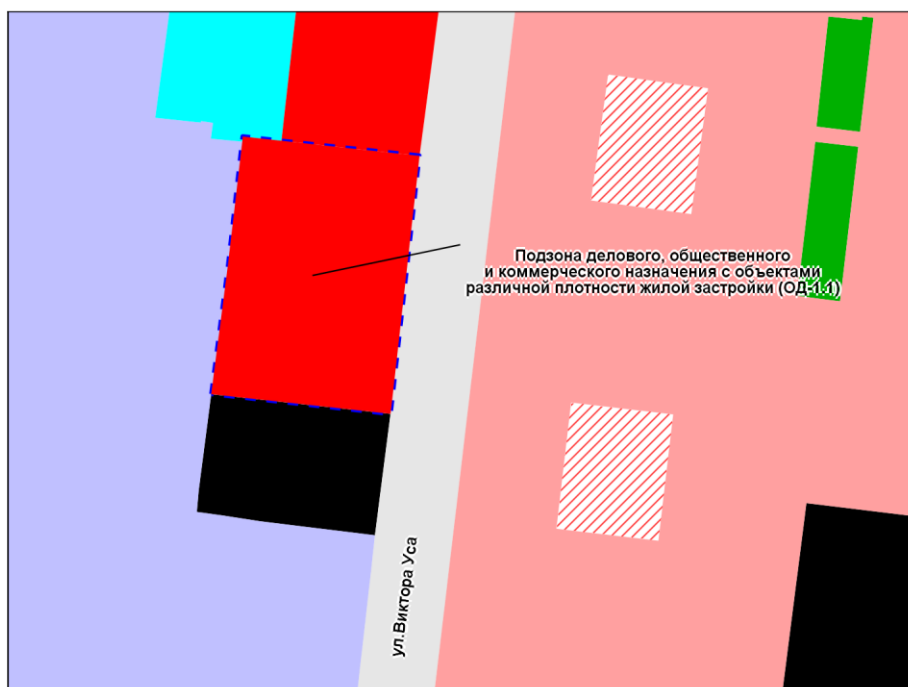 Подзона делового, общественного
и коммерческого назначения с объектами
различной плотности жилой застройки (ОД-1.1)
ул.Виктора Уса